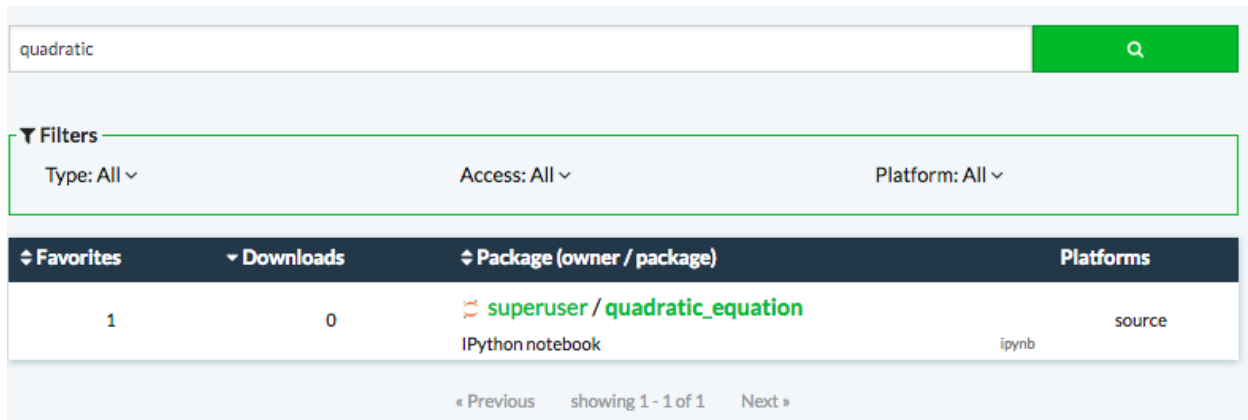 quadratic
Filters
Type: All Access: All Platform: All
Favorites Downloads Package (owner / package) Platforms
1 0 superuser / quadratic_equation source
IPython notebook ipynb
« Previous showing 1 - 1 of 1 Next »